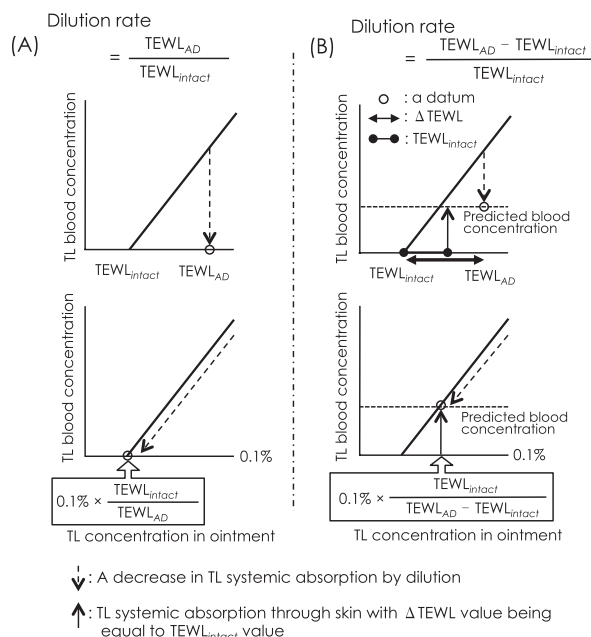 Dilution rate
(A)
= TEWL_AD / TEWL_intact
TL blood concentration
TEWL_intact
TEWL_AD
TL blood concentration
0.1%
0.1% × TEWL_intact / TEWL_AD
TL concentration in ointment
Dilution rate
(B)
= TEWL_AD − TEWL_intact / TEWL_intact
: a datum
: Δ TEWL
: TEWL_intact
TL blood concentration
Predicted blood
concentration
TEWL_intact
TEWL_AD
TL blood concentration
Predicted blood
concentration
0.1%
0.1% × TEWL_intact / TEWL_AD − TEWL_intact
TL concentration in ointment
: A decrease in TL systemic absorption by dilution
: TL systemic absorption through skin with Δ TEWL value being
equal to TEWL_intact value